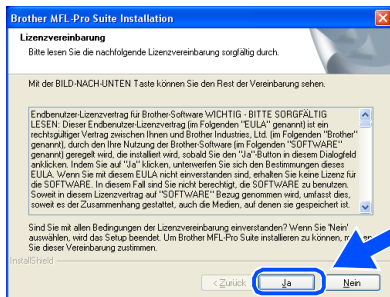 Brother MFL-Pro Suite Installation
Lizenzvereinbarung
Bitte lesen Sie die nachfolgende Lizenzvereinbarung sorgfältig durch.
Mit der BILD-NACH-UNTEN Taste können Sie den Rest der Vereinbarung sehen.
Endbenutzer-Lizenzvertrag für Brother-Software WICHTIG - BITTE SORGFÄLTIG
LESEN: Dieser Endbenutzer-Lizenzvertrag (im Folgenden "EULA" genannt) ist ein
rechtsgültiger Vertrag zwischen Ihnen und Brother Industries, Ltd. (im Folgenden "Brother"
genannt), durch den Ihre Nutzung der Brother-Software (im Folgenden "SOFTWARE"
genannt) geregelt wird, die installiert wird, sobald Sie den "Ja"-Button in diesem Dialogfeld
anklicken. Indem Sie auf "Ja" klicken, unterwerfen Sie sich den Bestimmungen dieses
EULA. Wenn Sie mit diesem EULA nicht einverstanden sind, erhalten Sie keine Lizenz für
die SOFTWARE. In diesem Fall sind Sie nicht berechtigt, die SOFTWARE zu benutzen.
Soweit in diesem Lizenzvertrag auf "SOFTWARE" Bezug genommen wird, umfasst dies,
soweit es der Zusammenhang gestattet, auch die Medien, auf denen sie gespeichert ist.
Sind Sie mit allen Bedingungen der Lizenzvereinbarung einverstanden? Wenn Sie 'Nein'
auswählen, wird das Setup beendet. Um Brother MFL-Pro Suite installieren zu können,
Sie dieser Vereinbarung zustimmen.
InstallShield
< Zurück Ja Nein